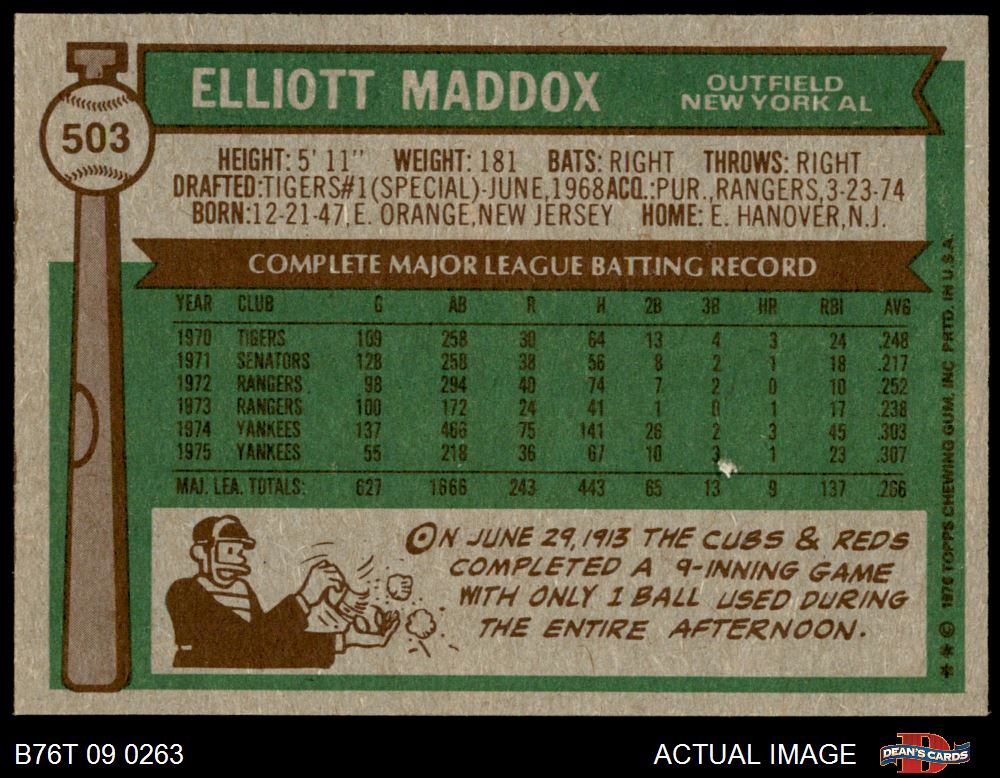 503
ELLIOTT MADDOX
OUTFIELD
NEW YORK AL
HEIGHT: 5' 11" WEIGHT: 181 BATS: RIGHT THROWS: RIGHT
DRAFTED:TIGERS#1(SPECIAL)-JUNE,1968 ACQ.:PUR.,RANGERS,3-23-74
BORN:12-21-47,E. ORANGE,NEW JERSEY HOME: E. HANOVER,N.J.
COMPLETE MAJOR LEAGUE BATTING RECORD
YEAR CLUB G AB R H 2B 3B HR RBI AVG
1970 TIGERS 109 258 30 64 13 4 3 24 .248
1971 SENATORS 128 258 38 56 8 2 1 18 .217
1972 RANGERS 98 294 40 74 7 2 0 10 .252
1973 RANGERS 100 172 24 41 1 0 1 17 .238
1974 YANKEES 137 466 75 141 26 2 3 45 .303
1975 YANKEES 55 218 36 67 10 3 1 23 .307
MAJ. LEA. TOTALS: 627 1666 243 443 65 13 9 137 .266
ON JUNE 29, 1913 THE CUBS & REDS
COMPLETED A 9-INNING GAME
WITH ONLY 1 BALL USED DURING
THE ENTIRE AFTERNOON.
** © 1976 TOPPS CHEWING GUM, INC PRTD. IN U.S.A.
B76T 09 0263
ACTUAL IMAGE
DEAN'S CARDS